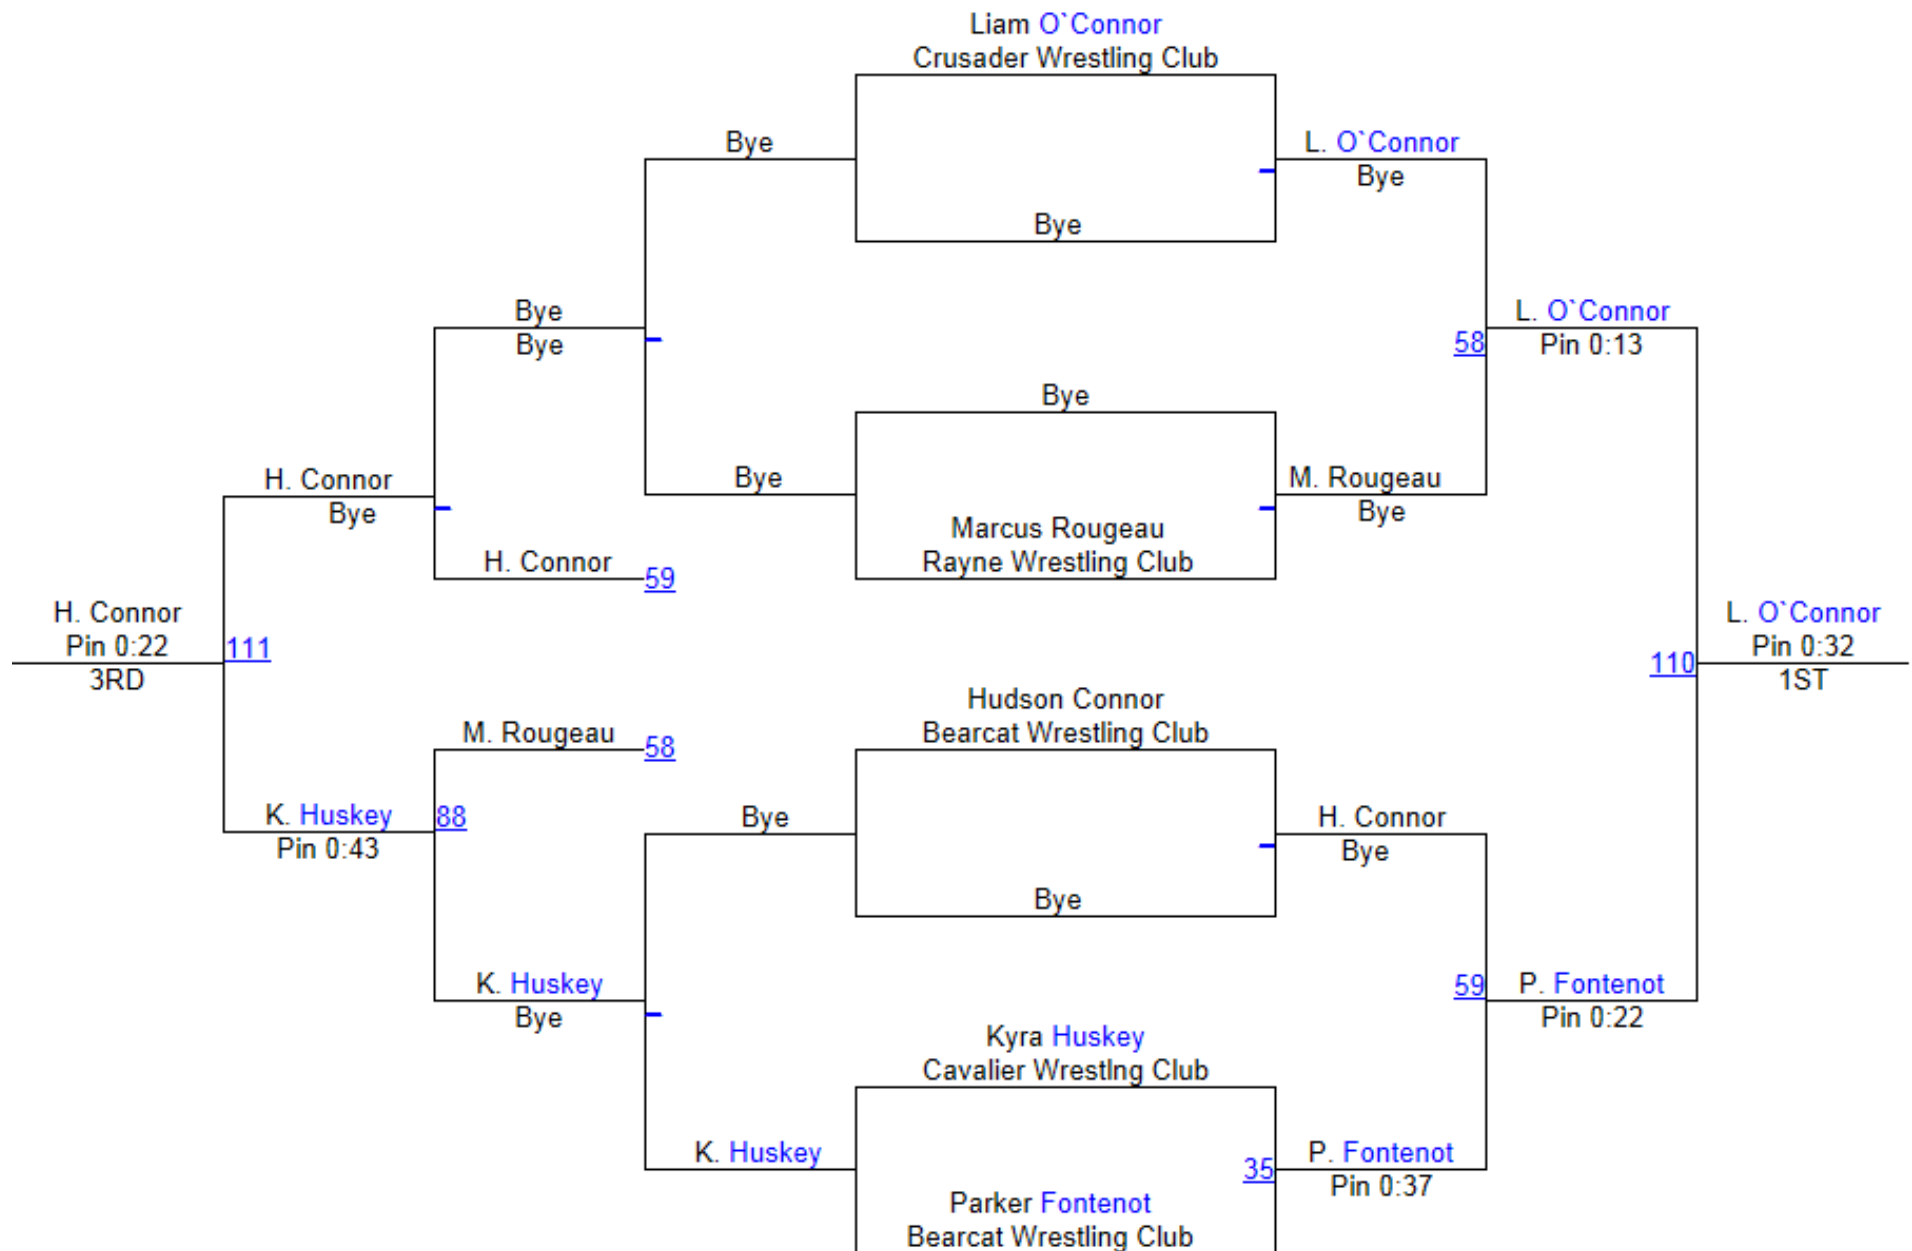 Liam O`Connor
Crusader Wrestling Club
Bye
L. O`Connor
Bye
Bye
Bye
Bye
L. O`Connor
58
Pin 0:13
Bye
H. Connor
Bye
Bye
M. Rougeau
Bye
Marcus Rougeau
Rayne Wrestling Club
H. Connor
59
H. Connor
Pin 0:22
3RD
111
L. O`Connor
Pin 0:32
1ST
110
Hudson Connor
Bearcat Wrestling Club
M. Rougeau
58
K. Huskey
Pin 0:43
88
Bye
H. Connor
Bye
Bye
K. Huskey
Bye
59
P. Fontenot
Pin 0:22
Kyra Huskey
Cavalier Wrestlng Club
K. Huskey
35
P. Fontenot
Pin 0:37
Parker Fontenot
Bearcat Wrestling Club